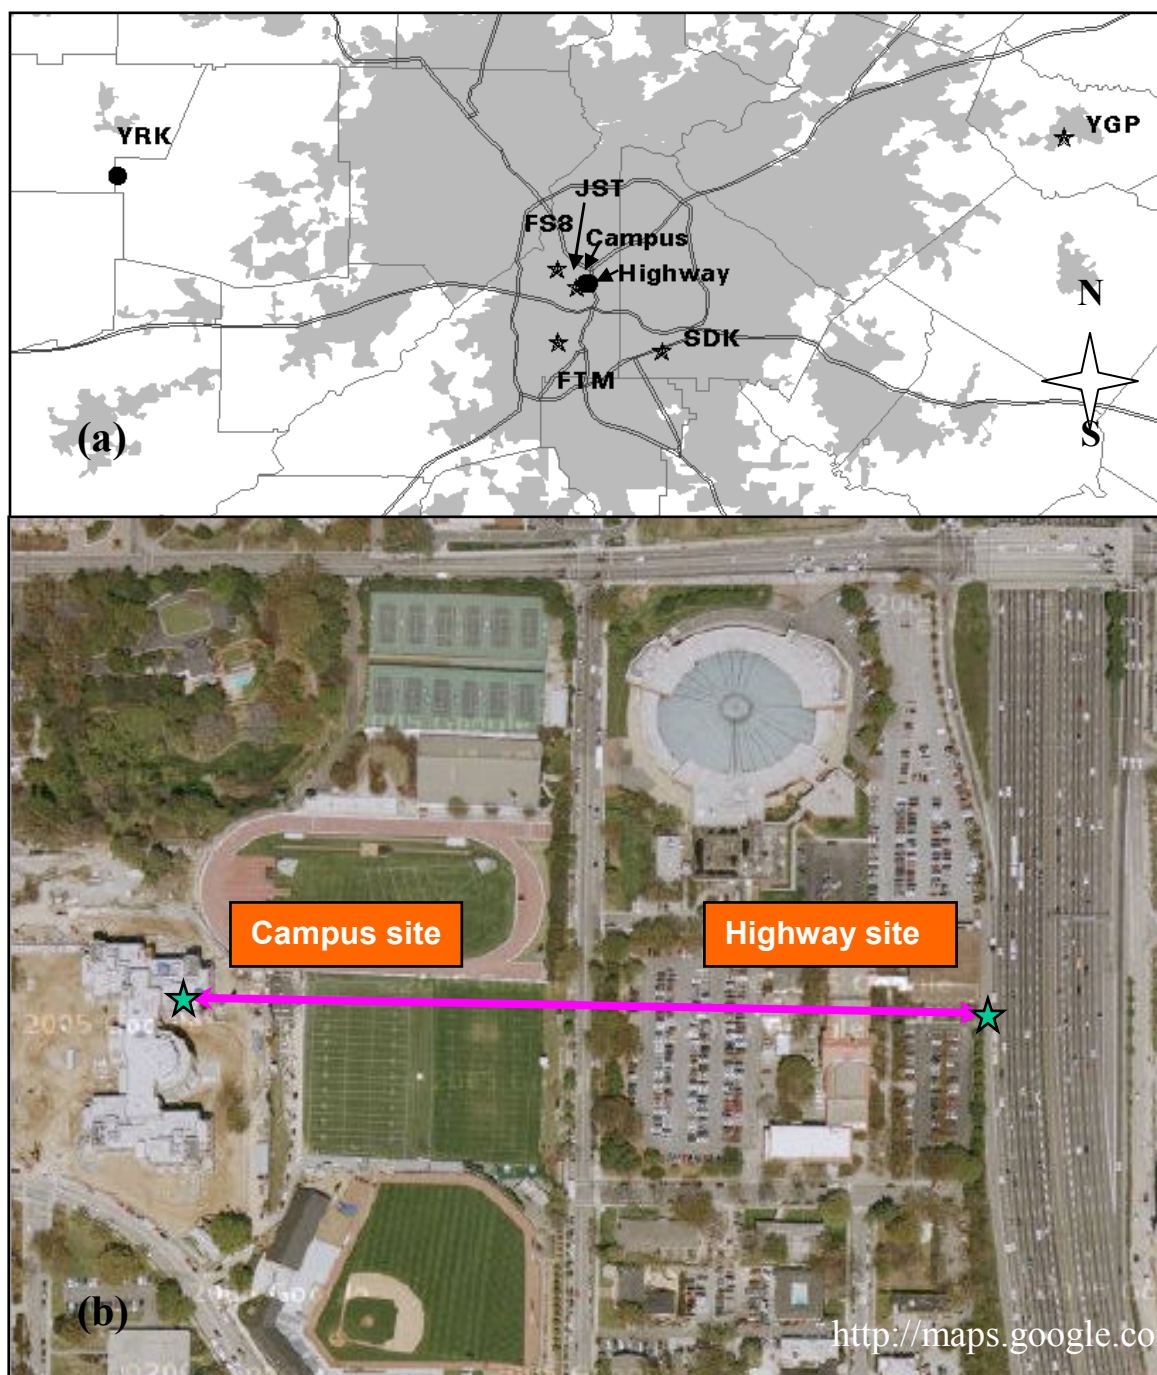 YRK
YGP
JST
FS8
Campus
Highway
N
SDK
FTM
(a)
S
Campus site
Highway site
(b)
http://maps.google.co